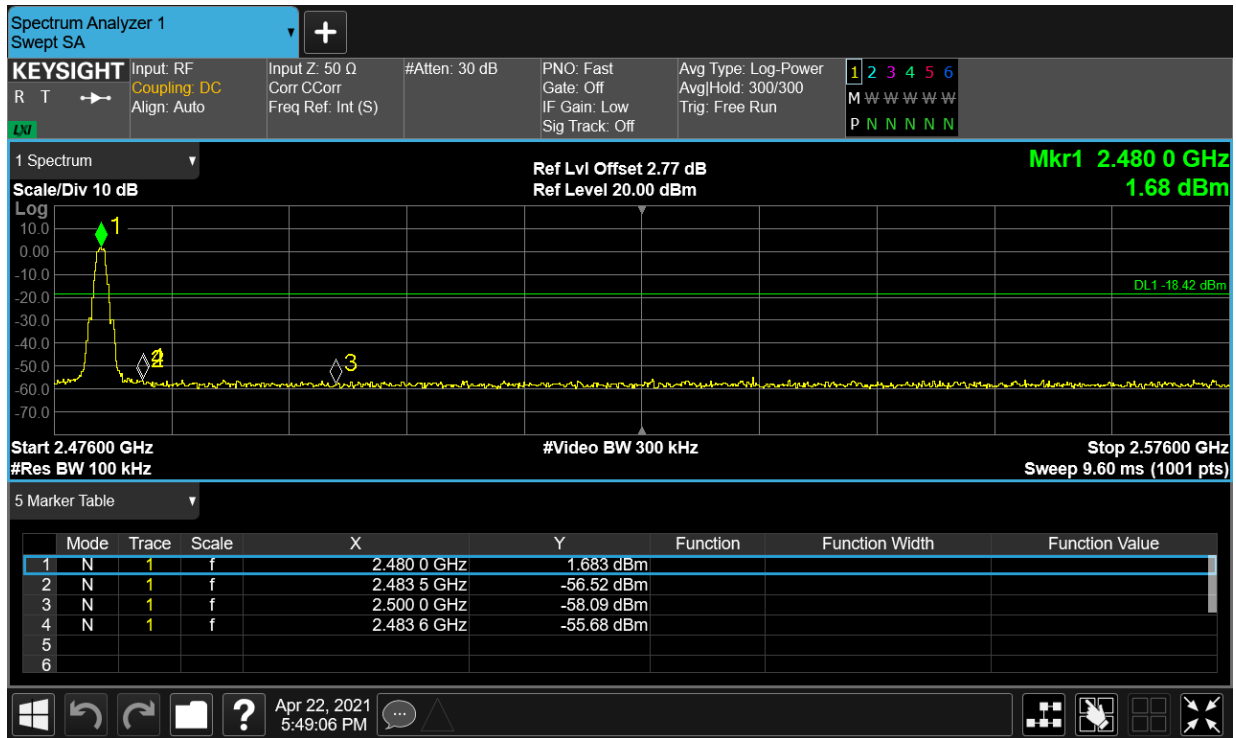 Spectrum Analyzer 1
Swept SA
+
KEYSIGHT Input: RF Input Z: 50 Ω #Atten: 30 dB PNO: Fast Avg Type: Log-Power 1 2 3 4 5 6
R T Coupling: DC Corr CCorr Gate: Off Avg|Hold: 300/300 M W W W W W
Align: Auto Freq Ref: Int (S) IF Gain: Low Trig: Free Run
LXI Sig Track: Off P N N N N N
1 Spectrum Ref Lvl Offset 2.77 dB Mkr1 2.480 0 GHz
Scale/Div 10 dB Ref Level 20.00 dBm 1.68 dBm
Log
1
10.0
0.00
-10.0
DL1 -18.42 dBm
-20.0
-30.0
-40.0
3
-50.0
-60.0
-70.0
Start 2.47600 GHz #Video BW 300 kHz Stop 2.57600 GHz
#Res BW 100 kHz Sweep 9.60 ms (1001 pts)
5 Marker Table
Mode Trace Scale X Y Function Function Width Function Value
1 N 1 f 2.480 0 GHz 1.683 dBm
2 N 1 f 2.483 5 GHz -56.52 dBm
3 N 1 f 2.500 0 GHz -58.09 dBm
4 N 1 f 2.483 6 GHz -55.68 dBm
5
6
? Apr 22, 2021
5:49:06 PM